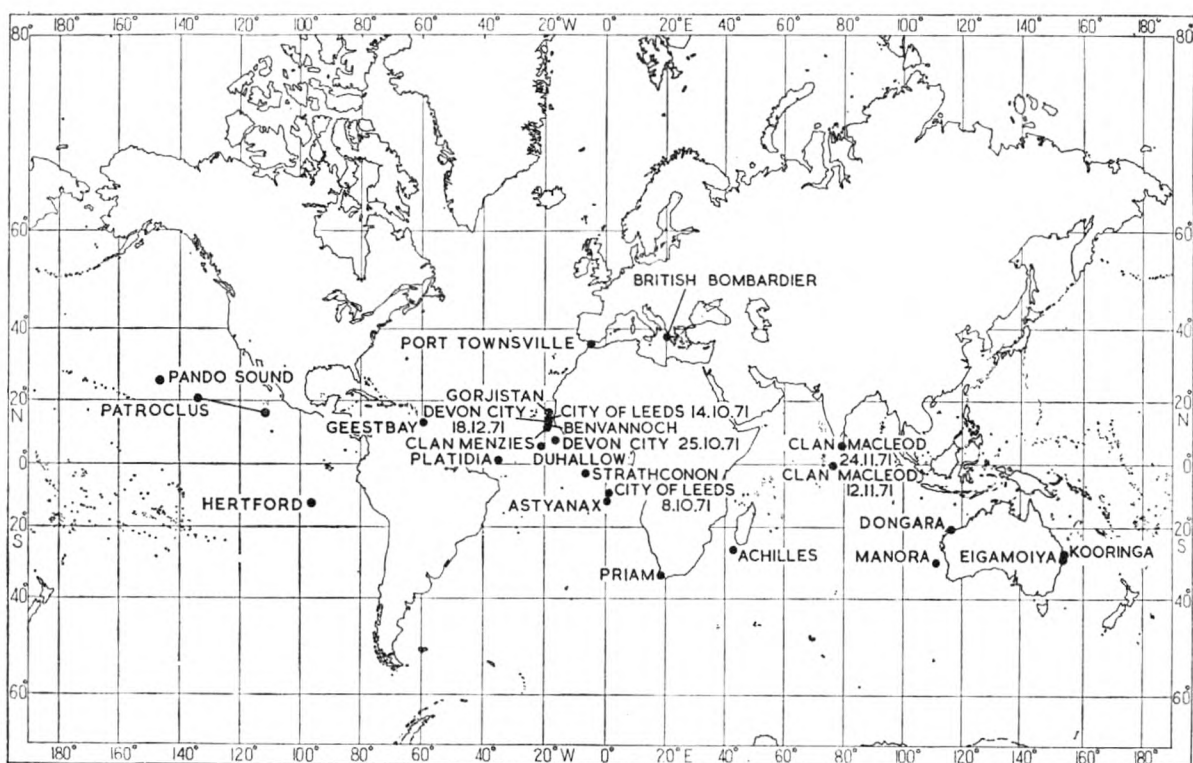 180° 160° 140° 120° 100° 80° 60° 40° 20° W 0° 20° E 40° 60° 80° 100° 120° 140° 160° 180°
80° 80°
60° 60°
BRITISH BOMBARDIER
40° 40°
PORT TOWNSVILLE
PANDO SOUND
20° 20°
N N
PATROCLUS
GORJISTAN
DEVON CITY
18.12.71
CITY OF LEEDS 14.10.71
BENVANNOCH
GEESTBAY
CLAN MENZIES
DEVON CITY 25.10.71
CLAN MACLEOD
24.11.71
PLATIDIA
DUHALLOW
0° 0°
STRATHCONON
CLAN MACLEOD
12.11.71
CITY OF LEEDS
8.10.71
HERTFORD
ASTYANAX
DONGARA
20° 20°
S S
ACHILLES
MANORA
EIGAMOIYA
KOORINGA
PRIAM
40° 40°
60° 60°
180° 160° 140° 120° 100° 80° 60° 40° 20° W 0° 20° E 40° 60° 80° 100° 120° 140° 160° 180°